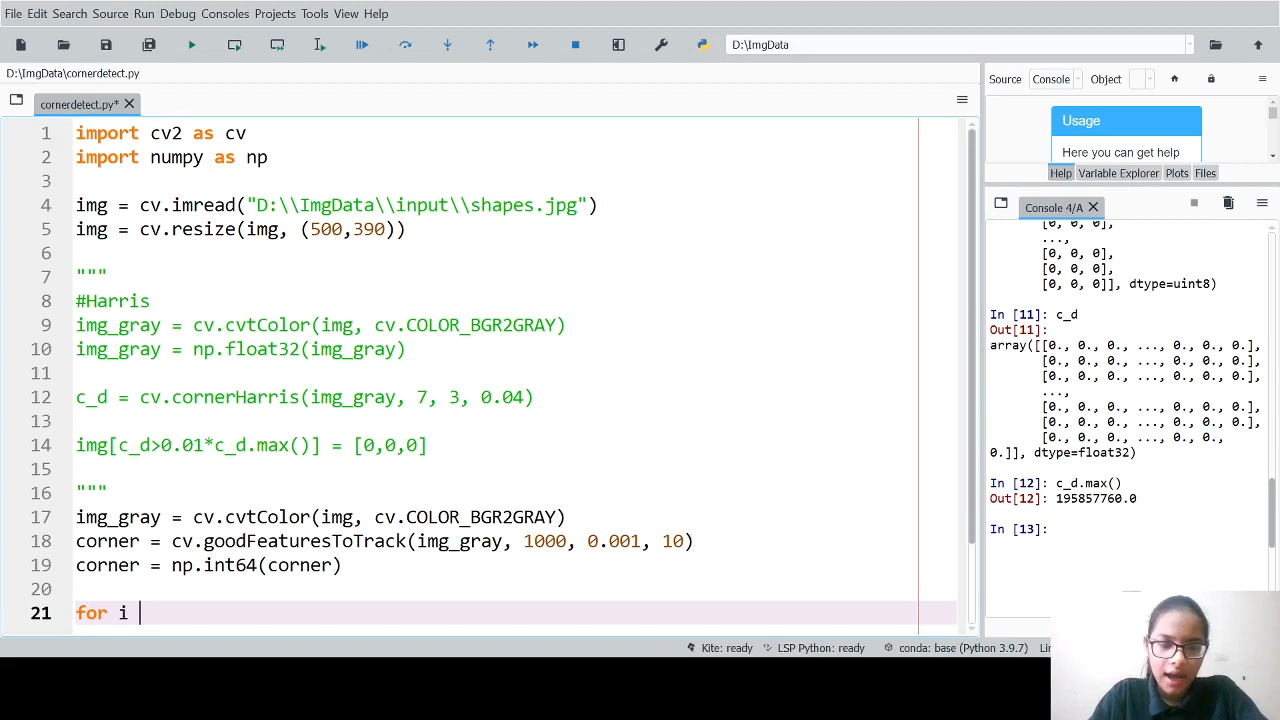 File Edit Search Source Run Debug Consoles Projects Tools View Help
D:\ImgData
D:\ImgData\cornerdetect.py
cornerdetect.py*
1 import cv2 as cv
2 import numpy as np
3
4 img = cv.imread("D:\\ImgData\\input\\shapes.jpg")
5 img = cv.resize(img, (500,390))
6
7 """
8 #Harris
9 img_gray = cv.cvtColor(img, cv.COLOR_BGR2GRAY)
10 img_gray = np.float32(img_gray)
11
12 c_d = cv.cornerHarris(img_gray, 7, 3, 0.04)
13
14 img[c_d>0.01*c_d.max()] = [0,0,0]
15
16 """
17 img_gray = cv.cvtColor(img, cv.COLOR_BGR2GRAY)
18 corner = cv.goodFeaturesToTrack(img_gray, 1000, 0.001, 10)
19 corner = np.int64(corner)
20
21 for i
Source Console Object
Usage
Here you can get help
Help Variable Explorer Plots Files
Console 4/A
[0, 0, 0],
...,
[0, 0, 0],
[0, 0, 0],
[0, 0, 0]], dtype=uint8)
In [11]: c_d
Out[11]:
array([[0., 0., 0., ..., 0., 0., 0.],
[0., 0., 0., ..., 0., 0., 0.],
[0., 0., 0., ..., 0., 0., 0.],
...,
[0., 0., 0., ..., 0., 0., 0.],
[0., 0., 0., ..., 0., 0., 0.],
[0., 0., 0., ..., 0., 0.,
0.]], dtype=float32)
In [12]: c_d.max()
Out[12]: 195857760.0
In [13]:
Kite: ready LSP Python: ready conda: base (Python 3.9.7)